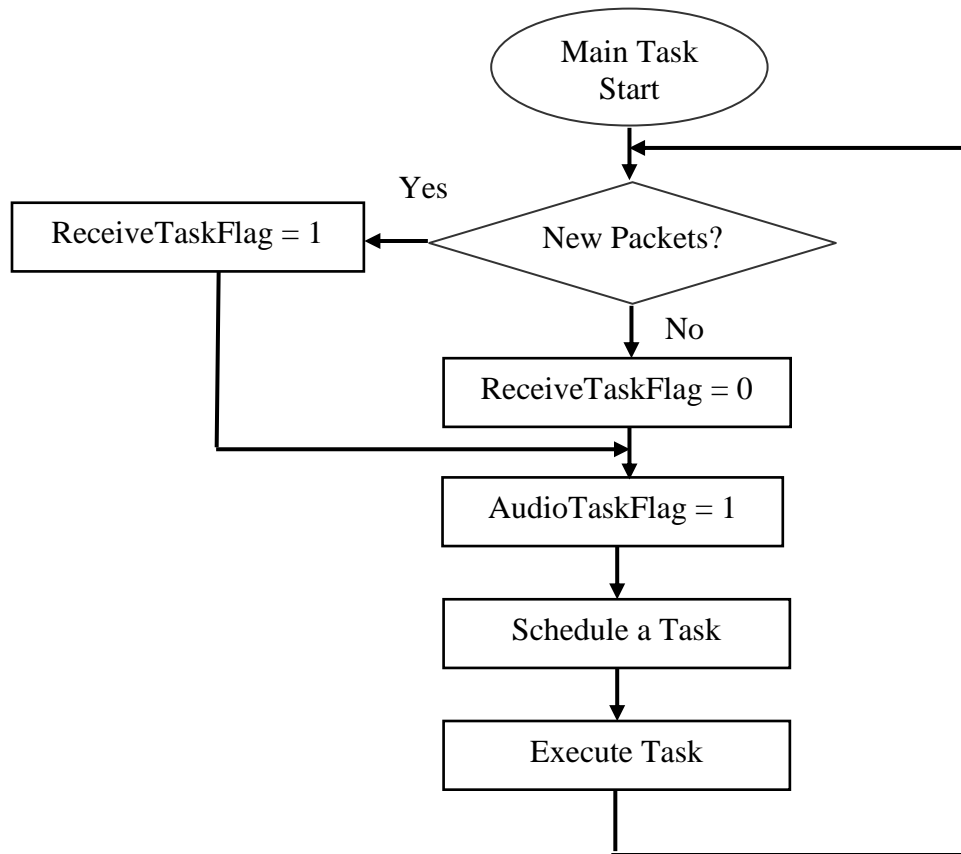 Main Task
Start
Yes
ReceiveTaskFlag = 1
New Packets?
No
ReceiveTaskFlag = 0
AudioTaskFlag = 1
Schedule a Task
Execute Task